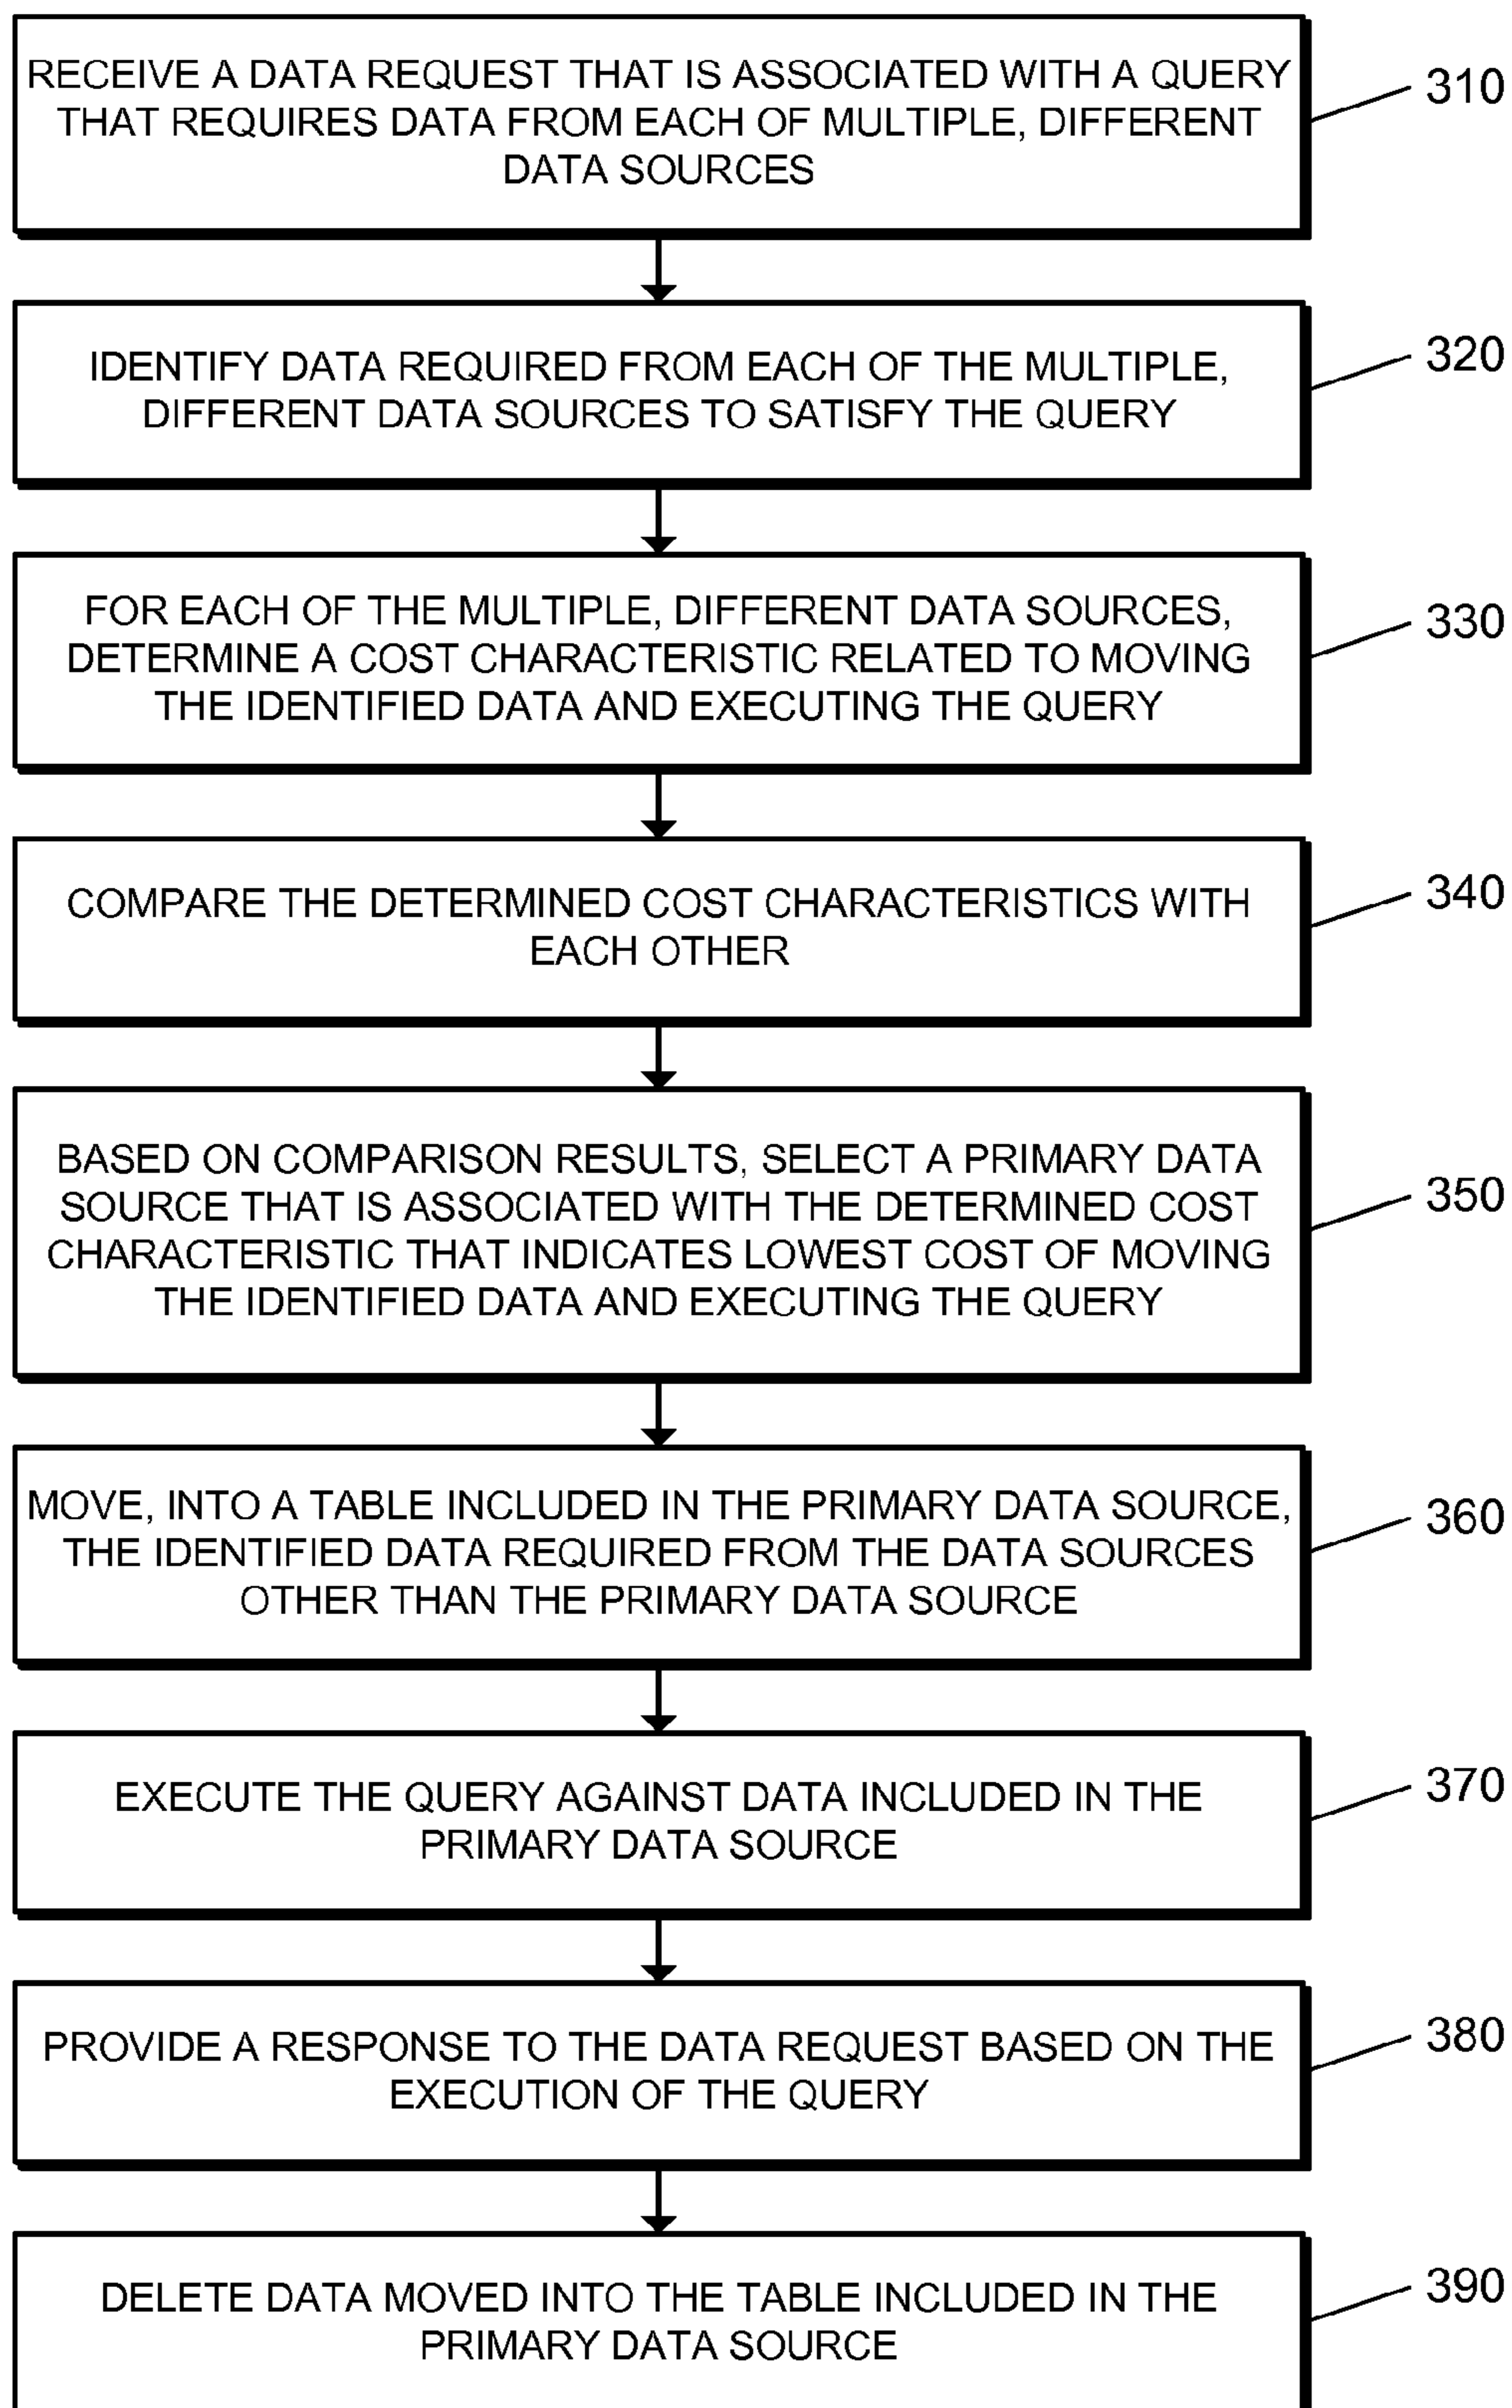 RECEIVE A DATA REQUEST THAT IS ASSOCIATED WITH A QUERY
THAT REQUIRES DATA FROM EACH OF MULTIPLE, DIFFERENT
DATA SOURCES
310
IDENTIFY DATA REQUIRED FROM EACH OF THE MULTIPLE,
DIFFERENT DATA SOURCES TO SATISFY THE QUERY
320
FOR EACH OF THE MULTIPLE, DIFFERENT DATA SOURCES,
DETERMINE A COST CHARACTERISTIC RELATED TO MOVING
THE IDENTIFIED DATA AND EXECUTING THE QUERY
330
COMPARE THE DETERMINED COST CHARACTERISTICS WITH
EACH OTHER
340
BASED ON COMPARISON RESULTS, SELECT A PRIMARY DATA
SOURCE THAT IS ASSOCIATED WITH THE DETERMINED COST
CHARACTERISTIC THAT INDICATES LOWEST COST OF MOVING
THE IDENTIFIED DATA AND EXECUTING THE QUERY
350
MOVE, INTO A TABLE INCLUDED IN THE PRIMARY DATA SOURCE,
THE IDENTIFIED DATA REQUIRED FROM THE DATA SOURCES
OTHER THAN THE PRIMARY DATA SOURCE
360
EXECUTE THE QUERY AGAINST DATA INCLUDED IN THE
PRIMARY DATA SOURCE
370
PROVIDE A RESPONSE TO THE DATA REQUEST BASED ON THE
EXECUTION OF THE QUERY
380
DELETE DATA MOVED INTO THE TABLE INCLUDED IN THE
PRIMARY DATA SOURCE
390